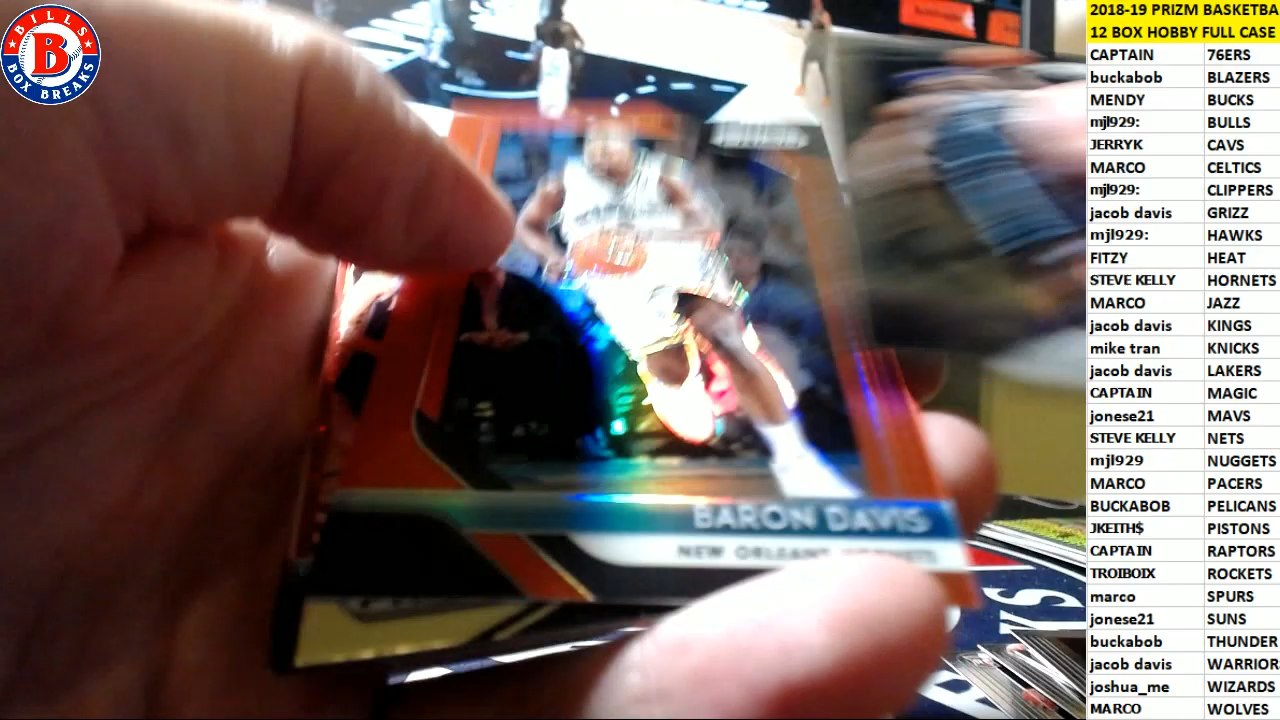 BILL'S
B
BOX BREAKS
BARON DAVIS
NEW ORLEANS HORNETS
2018-19 PRIZM BASKETBA
12 BOX HOBBY FULL CASE
CAPTAIN 76ERS
buckabob BLAZERS
MENDY BUCKS
mjl929: BULLS
JERRYK CAVS
MARCO CELTICS
mjl929: CLIPPERS
jacob davis GRIZZ
mjl929: HAWKS
FITZY HEAT
STEVE KELLY HORNETS
MARCO JAZZ
jacob davis KINGS
mike tran KNICKS
jacob davis LAKERS
CAPTAIN MAGIC
jonese21 MAVS
STEVE KELLY NETS
mjl929 NUGGETS
MARCO PACERS
BUCKABOB PELICANS
JKEITH$ PISTONS
CAPTAIN RAPTORS
TROIBOIX ROCKETS
marco SPURS
jonese21 SUNS
buckabob THUNDER
jacob davis WARRIOR
joshua_me WIZARDS
MARCO WOLVES